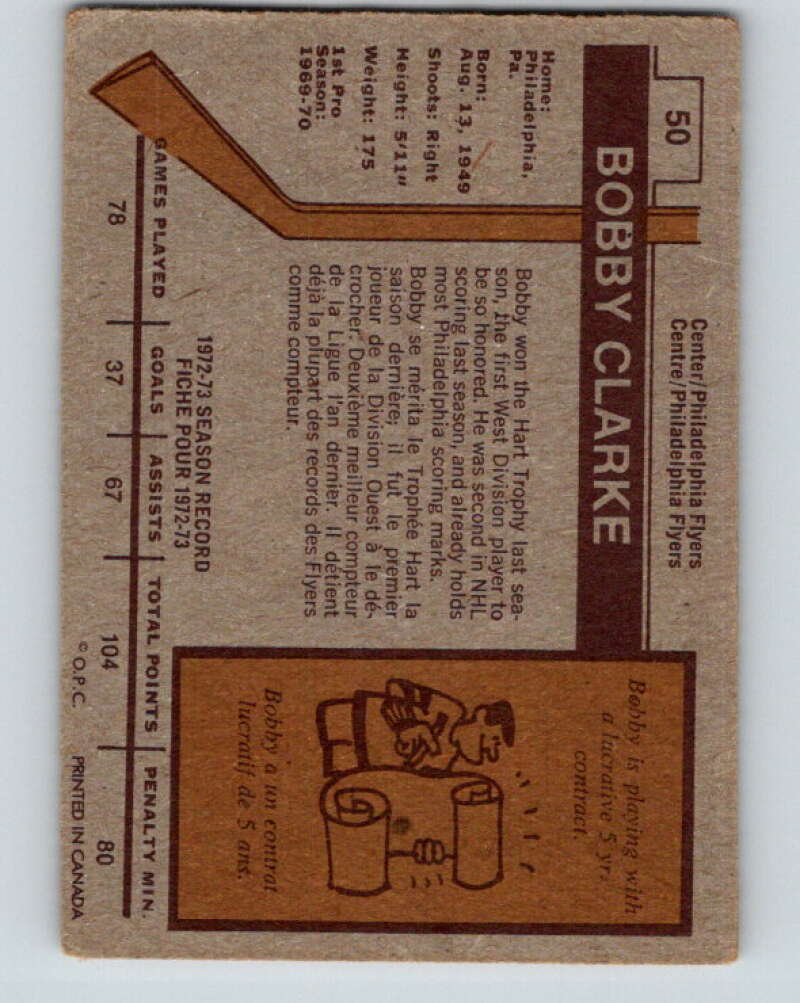 50
BOBBY CLARKE
Center/Philadelphia Flyers
Centre/Philadelphia Flyers
Home:
Philadelphia,
Pa.
Born:
Aug. 13, 1949
Shoots: Right
Height: 5'11"
Weight: 175
1st Pro
Season:
1969-70
Bobby won the Hart Trophy last sea-
son, the first West Division player to
be so honored. He was second in NHL
scoring last season, and already holds
most Philadelphia scoring marks.
Bobby se mérita le Trophée Hart la
saison dernière; il fut le premier
joueur de la Division Ouest à le dé-
crocher. Deuxième meilleur compteur
de la Ligue l'an dernier. Il détient
déjà la plupart des records des Flyers
comme compteur.
Bobby is playing with
a lucrative 5 yr.
contract.
Bobby a un contrat
lucratif de 5 ans.
1972-73 SEASON RECORD
FICHE POUR 1972-73
GAMES PLAYED GOALS ASSISTS TOTAL POINTS PENALTY MIN.
78 37 67 104 80
© O.P.C. PRINTED IN CANADA